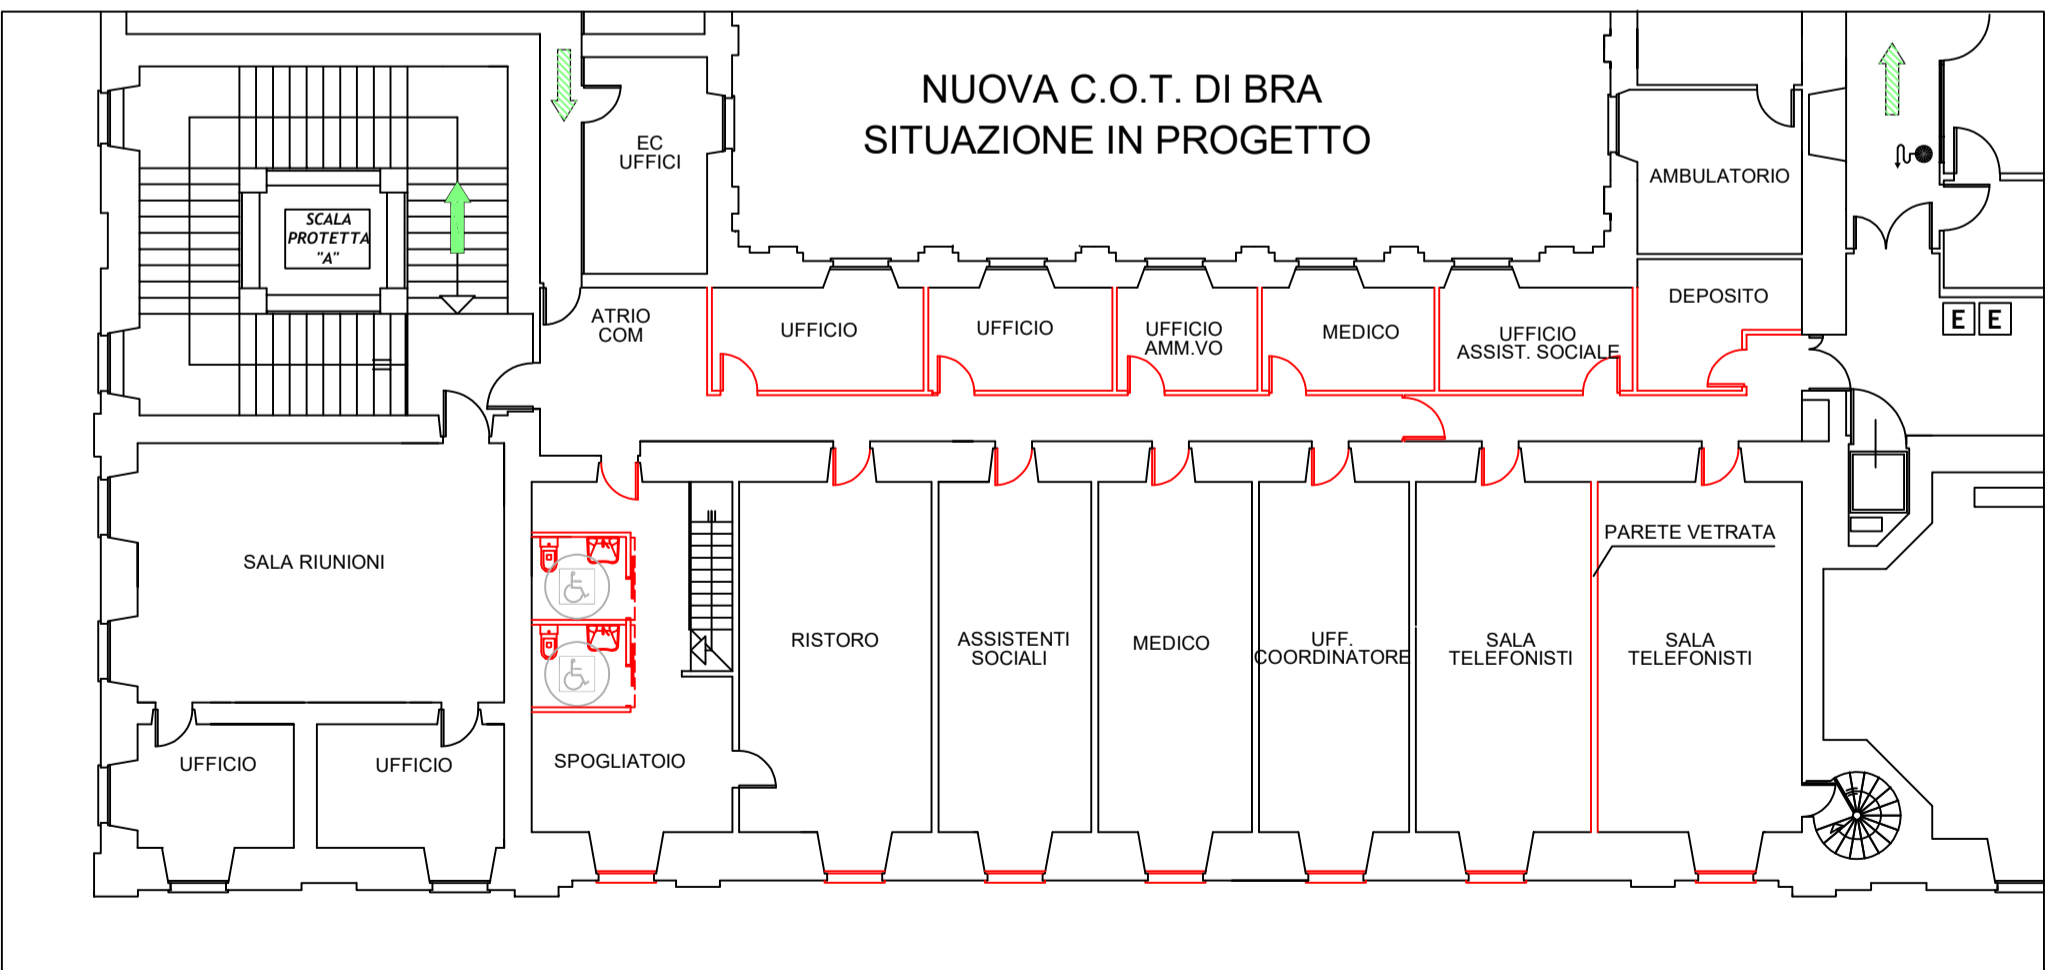 NUOVA C.O.T. DI BRA
SITUAZIONE IN PROGETTO
EC
UFFICI
AMBULATORIO
SCALA
PROTETTA
"A"
ATRIO
COM
UFFICIO
UFFICIO
UFFICIO
AMM.VO
MEDICO
UFFICIO
ASSIST. SOCIALE
DEPOSITO
E E
PARETE VETRATA
SALA RIUNIONI
RISTORO
ASSISTENTI
SOCIALI
MEDICO
UFF.
COORDINATORE
SALA
TELEFONISTI
SALA
TELEFONISTI
UFFICIO
UFFICIO
SPOGLIATOIO